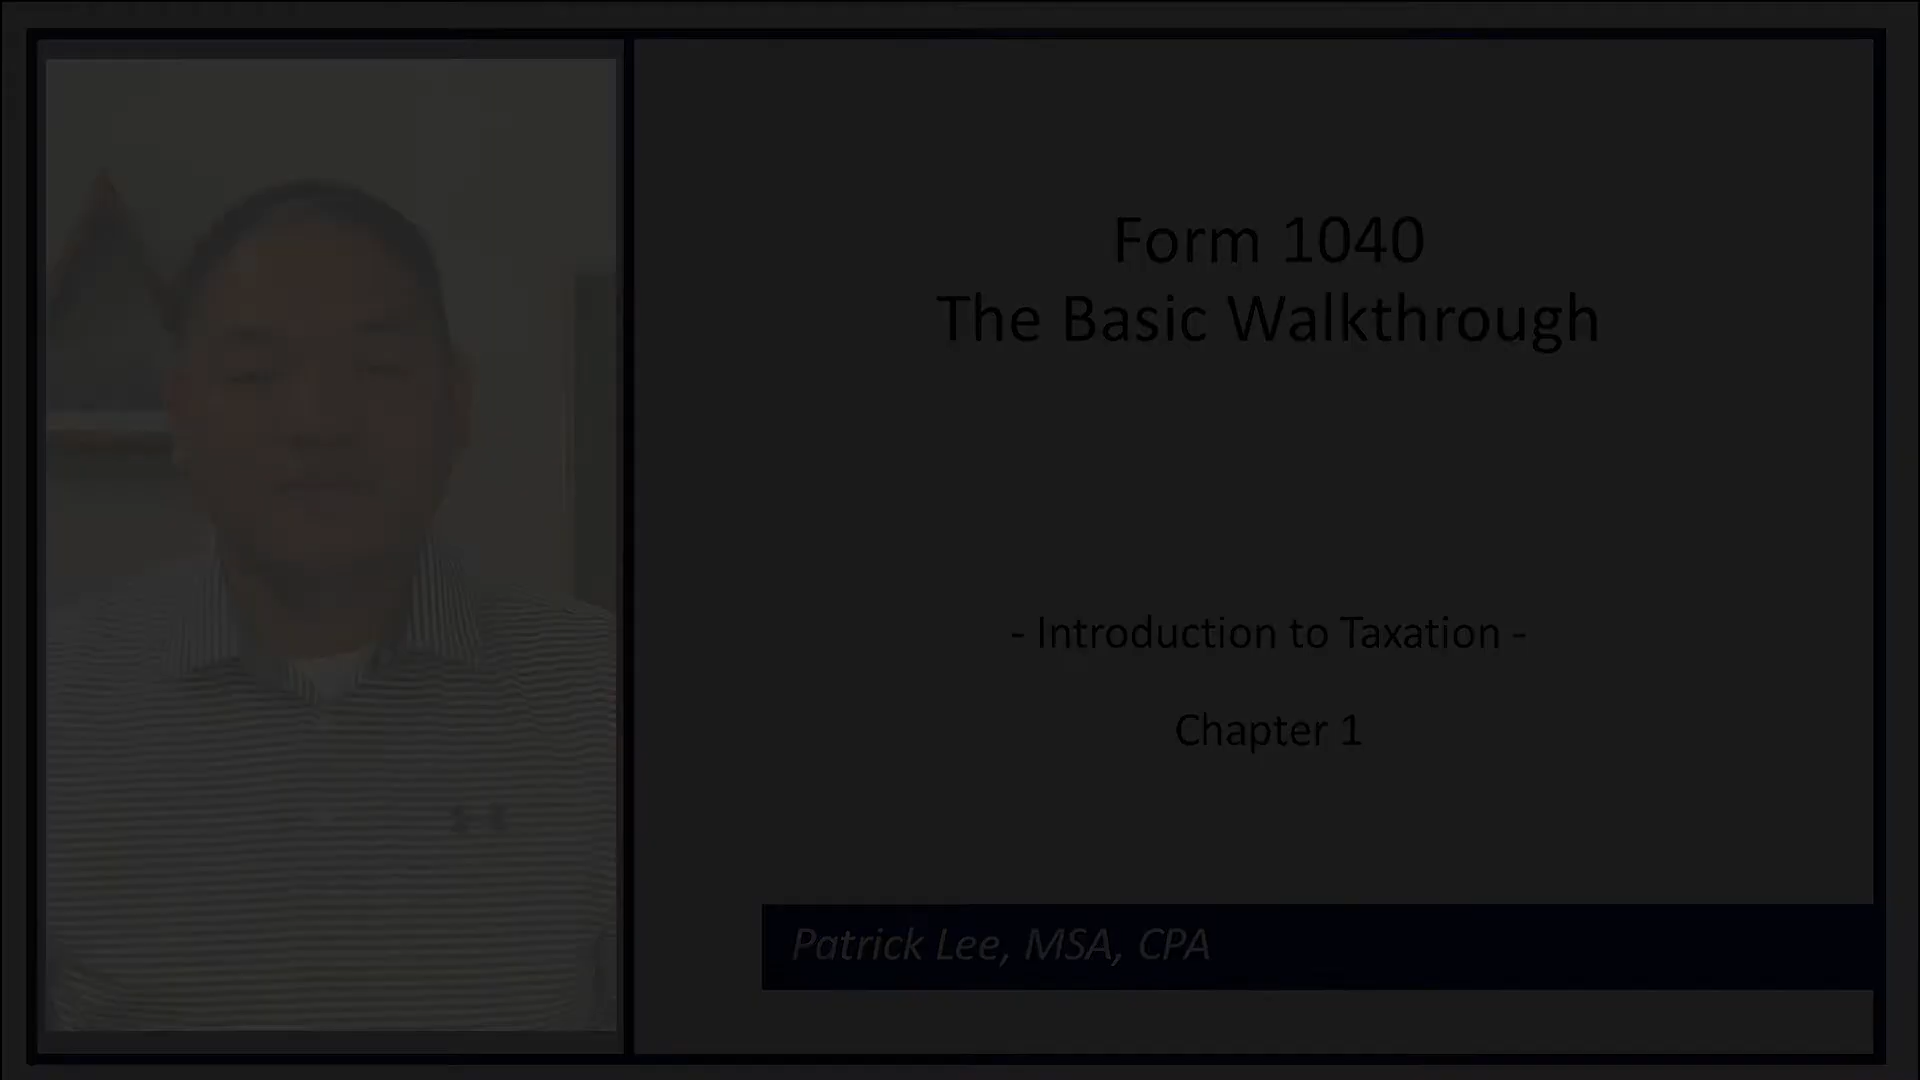 Form 1040
The Basic Walkthrough
- Introduction to Taxation -
Chapter 1
Patrick Lee, MSA, CPA